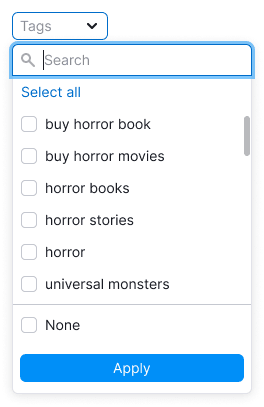 Tags
Search
Select all
buy horror book
buy horror movies
horror books
horror stories
horror
universal monsters
None
Apply